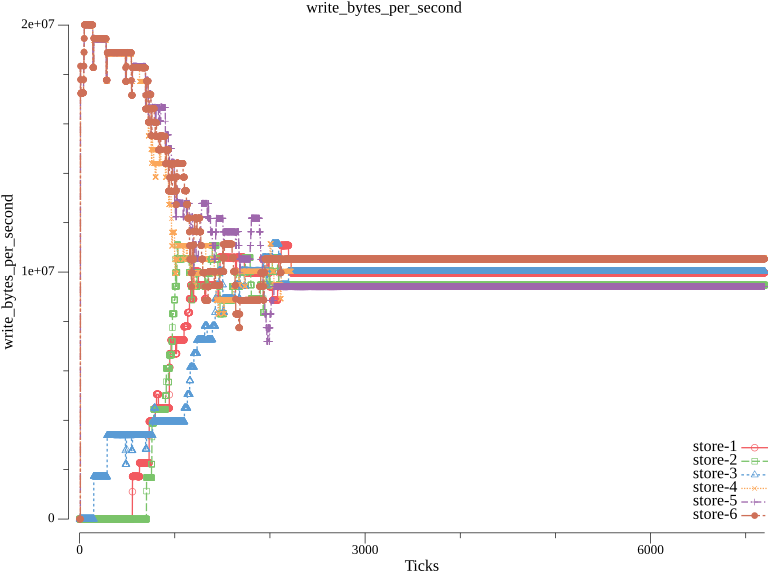 write_bytes_per_second
2e+07
1e+07
0
write_bytes_per_second
0
3000
6000
Ticks
store-1
store-2
store-3
store-4
store-5
store-6